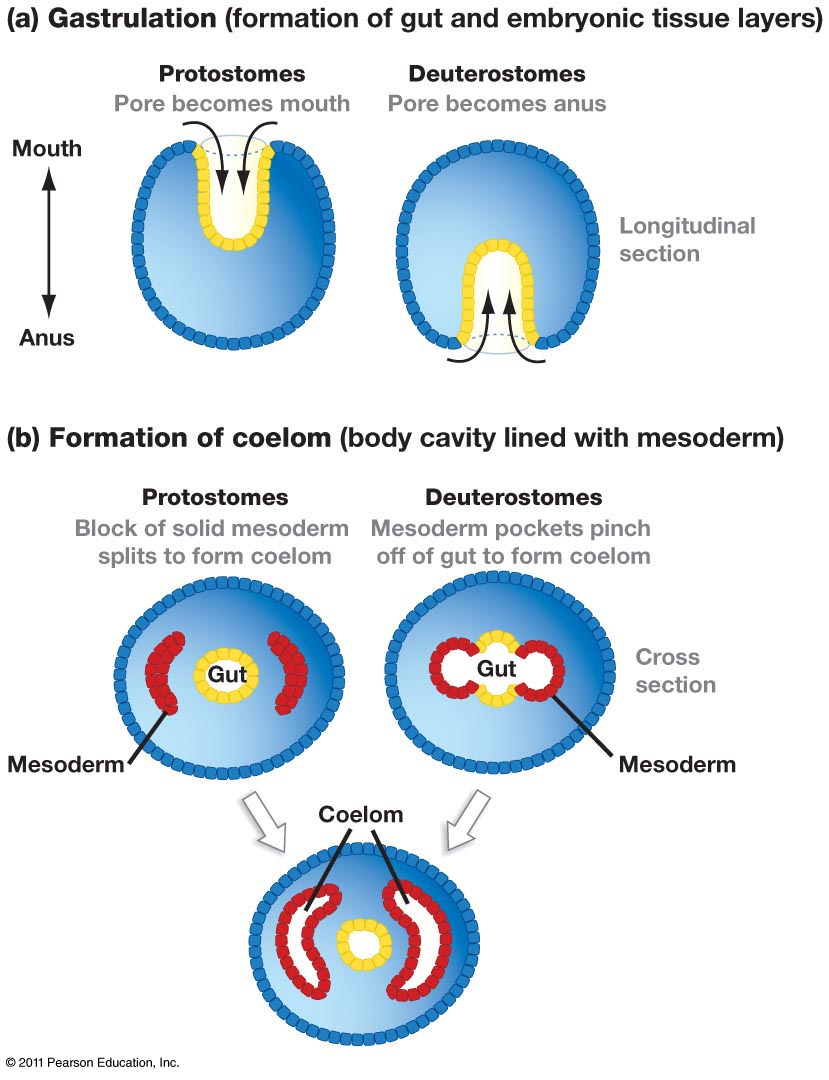 (a) Gastrulation (formation of gut and embryonic tissue layers)
Protostomes
Pore becomes mouth
Deuterostomes
Pore becomes anus
Mouth
Anus
Longitudinal
section
(b) Formation of coelom (body cavity lined with mesoderm)
Protostomes
Block of solid mesoderm
splits to form coelom
Deuterostomes
Mesoderm pockets pinch
off of gut to form coelom
Gut
Gut
Cross
section
Mesoderm
Mesoderm
Coelom
© 2011 Pearson Education, Inc.